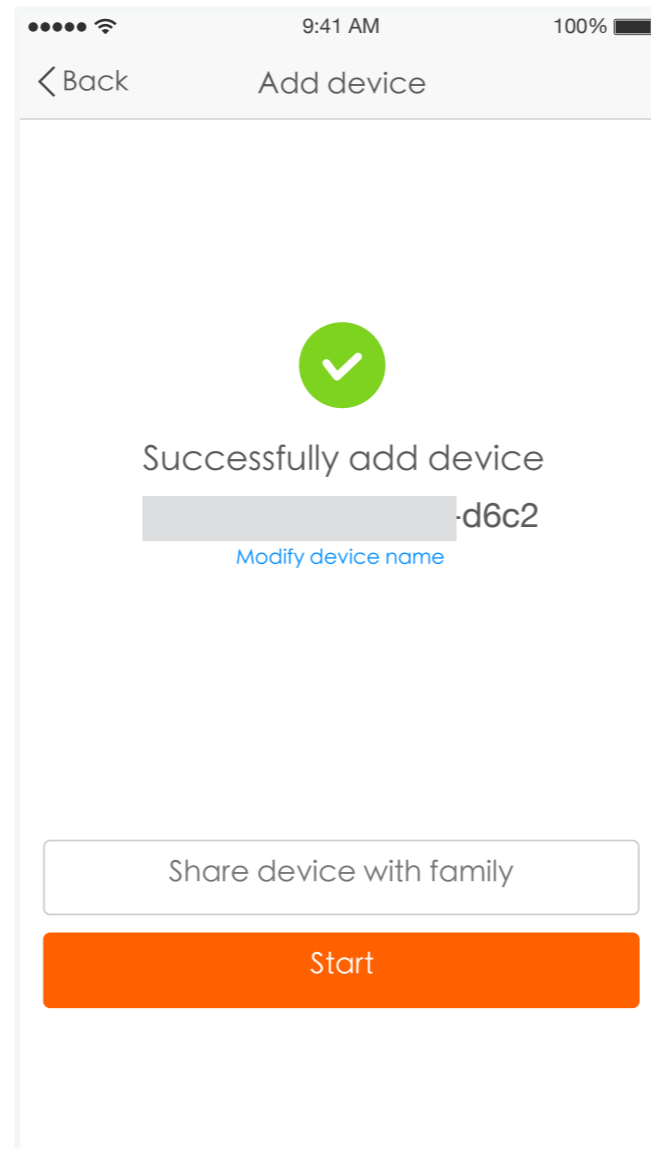 9:41 AM 100%
Back Add device
Successfully add device
-d6c2
Modify device name
Share device with family
Start